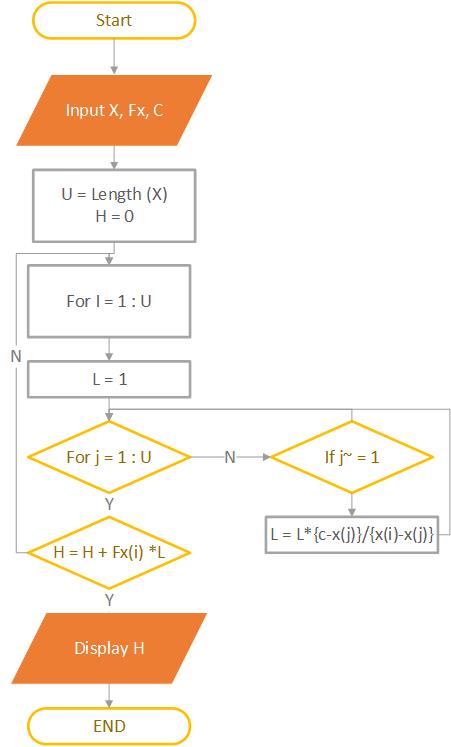 Start
Input X, Fx, C
U = Length (X)
H = 0
For I = 1 : U
N
L = 1
For j = 1 : U
N
If j~ = 1
Y
L = L*{c-x(j)}/{x(i)-x(j)}
H = H + Fx(i) *L
Y
Display H
END